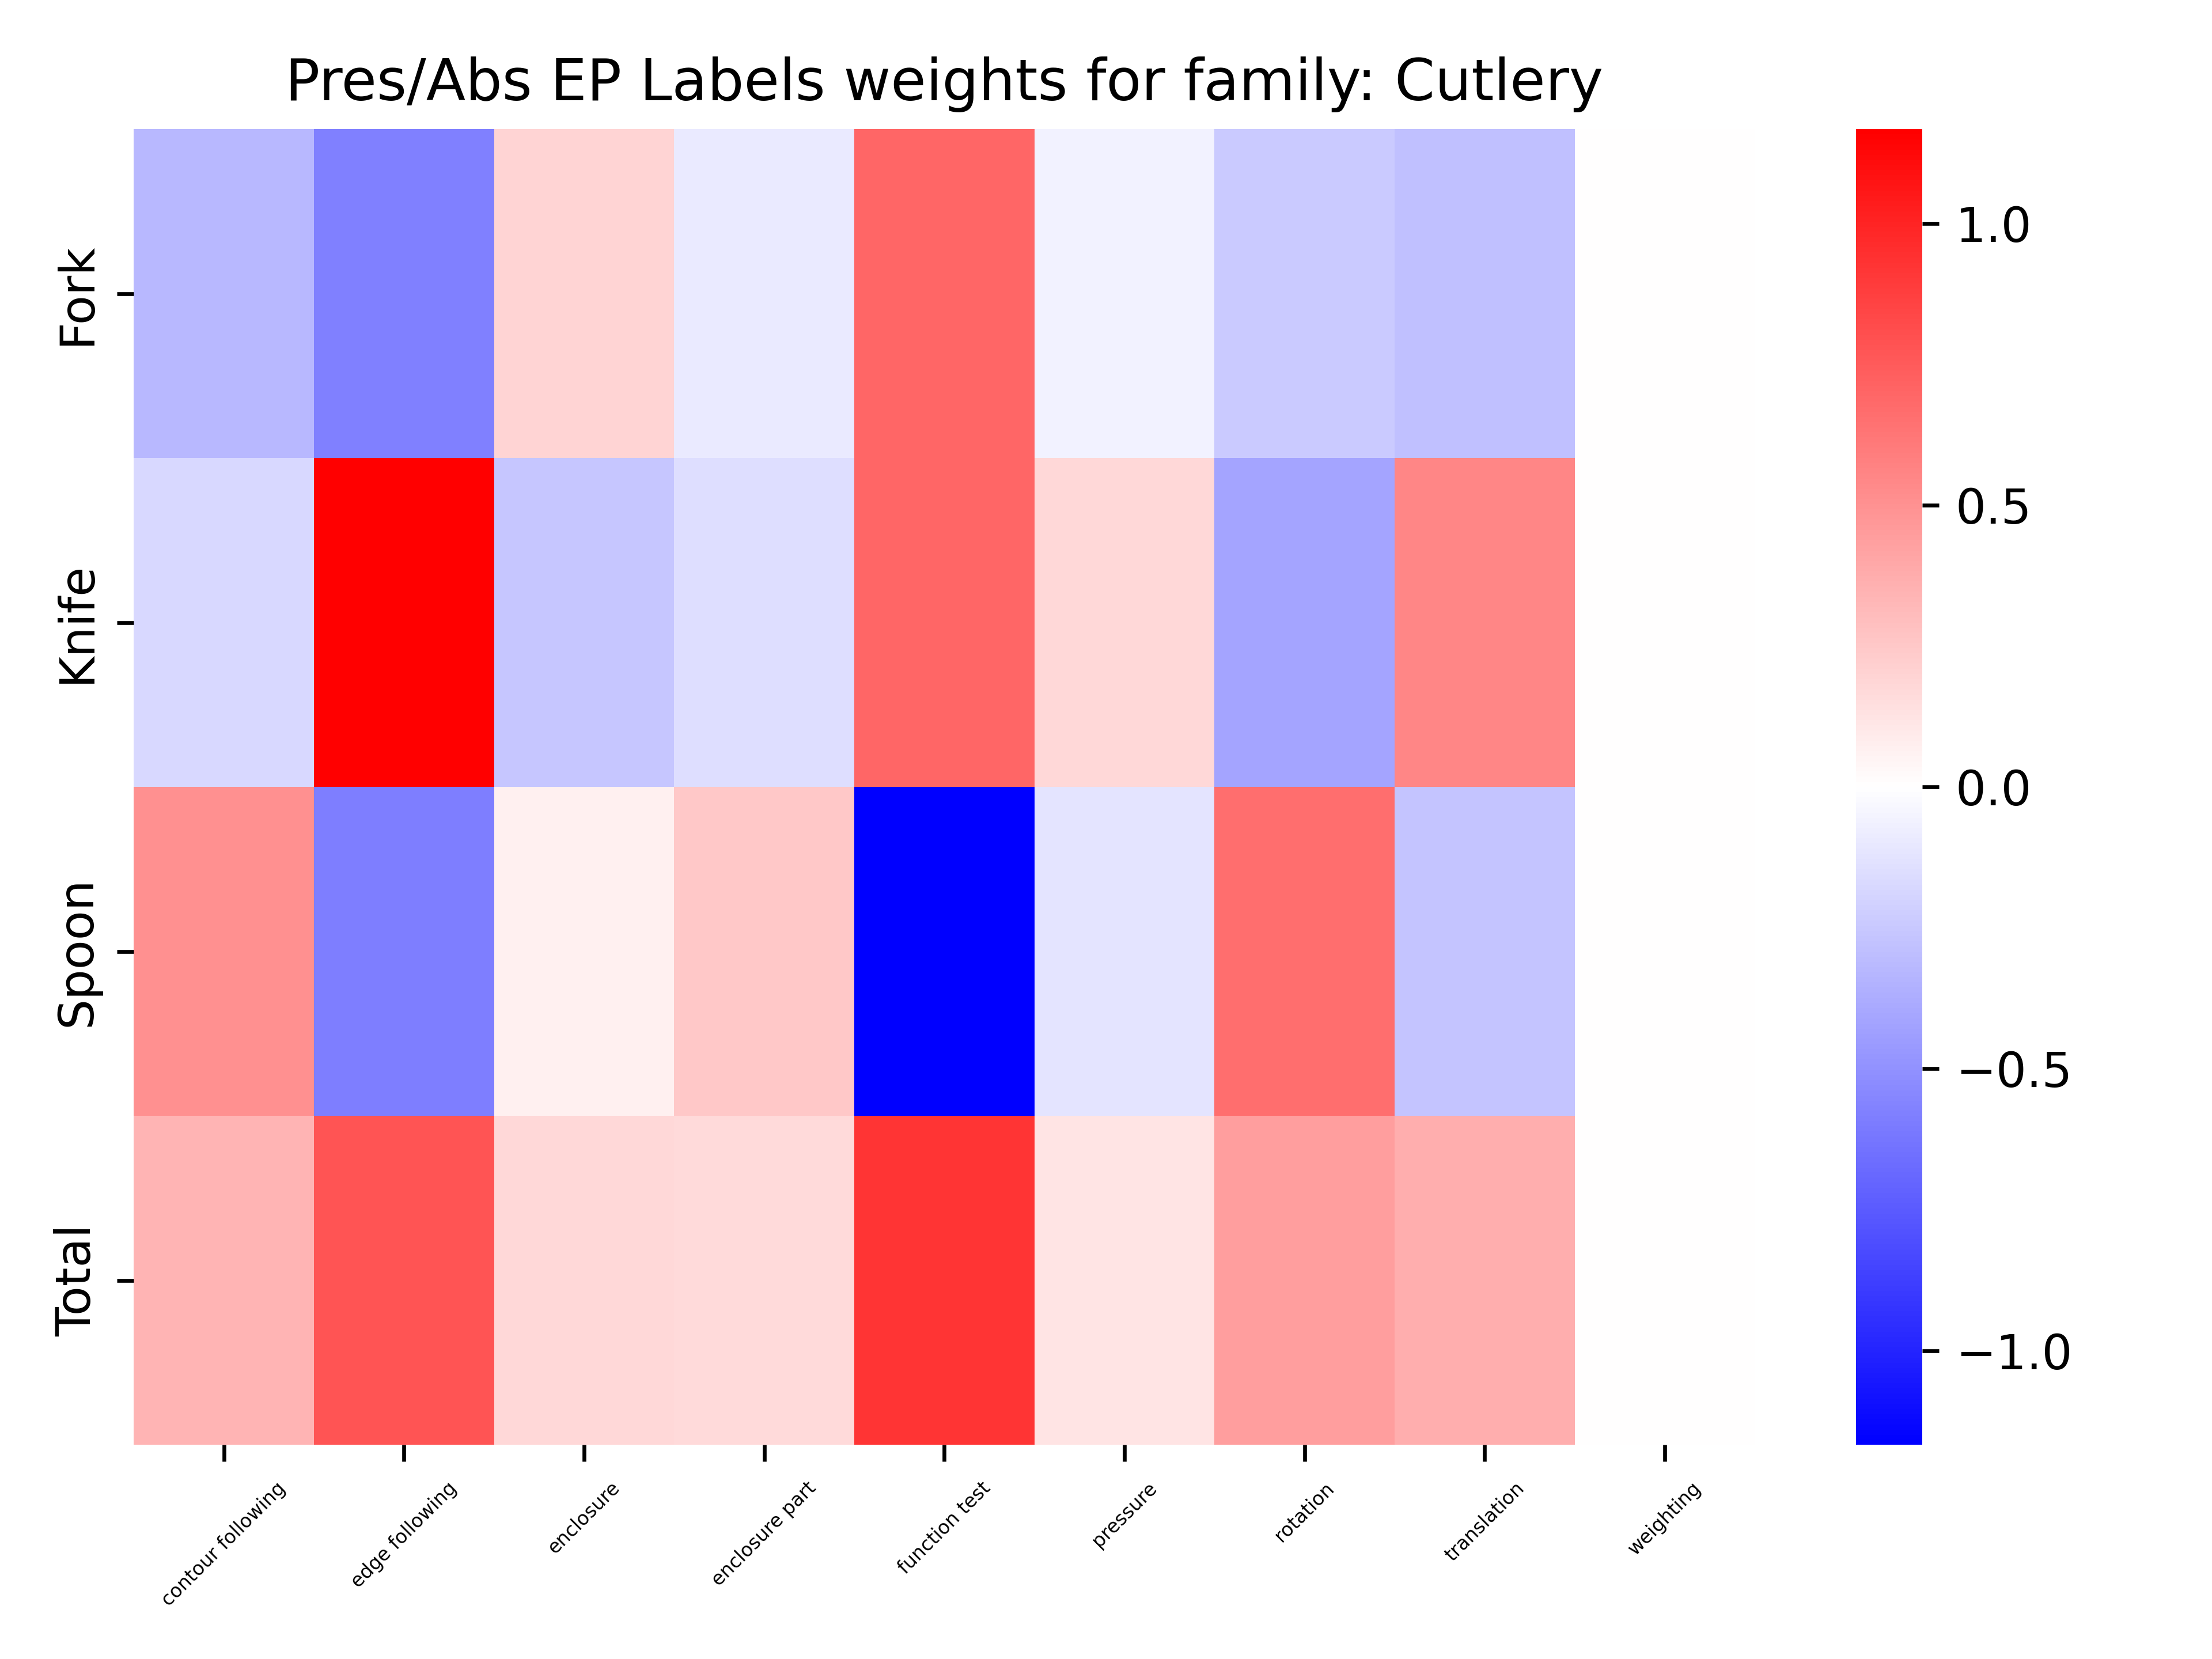 Pres/Abs EP Labels weights for family: Cutlery
Fork
Knife
Spoon
Total
contour following
edge following
enclosure
enclosure part
function test
pressure
rotation
translation
weighting
1.0
0.5
0.0
−0.5
−1.0